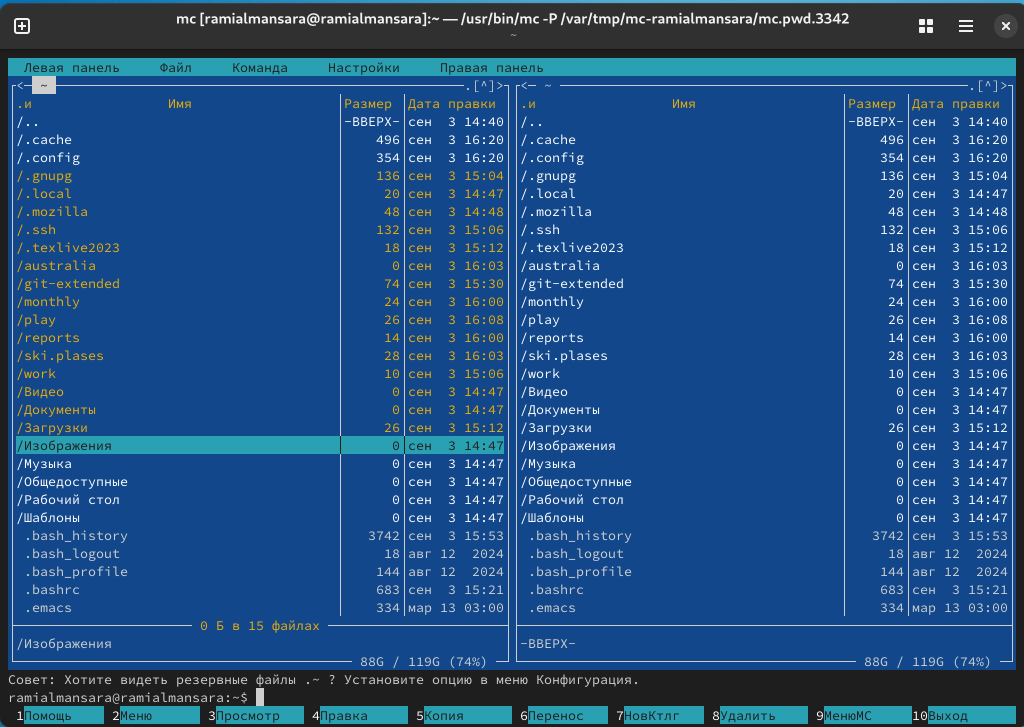 mc [ramialmansara@ramialmansara]:~ — /usr/bin/mc -P /var/tmp/mc-ramialmansara/mc.pwd.3342
~
Левая панель Файл Команда Настройки Правая панель
<— ~ .[^]>
.и Имя Размер Дата правки
/.. -ВВЕРХ- сен 3 14:40
/.cache 496 сен 3 16:20
/.config 354 сен 3 16:20
/.gnupg 136 сен 3 15:04
/.local 20 сен 3 14:47
/.mozilla 48 сен 3 14:48
/.ssh 132 сен 3 15:06
/.texlive2023 18 сен 3 15:12
/australia 0 сен 3 16:03
/git-extended 74 сен 3 15:30
/monthly 24 сен 3 16:00
/play 26 сен 3 16:08
/reports 14 сен 3 16:00
/ski.plases 28 сен 3 16:03
/work 10 сен 3 15:06
/Видео 0 сен 3 14:47
/Документы 0 сен 3 14:47
/Загрузки 26 сен 3 15:12
/Изображения 0 сен 3 14:47
/Музыка 0 сен 3 14:47
/Общедоступные 0 сен 3 14:47
/Рабочий стол 0 сен 3 14:47
/Шаблоны 0 сен 3 14:47
.bash_history 3742 сен 3 15:53
.bash_logout 18 авг 12 2024
.bash_profile 144 авг 12 2024
.bashrc 683 сен 3 15:21
.emacs 334 мар 13 03:00
0 Б в 15 файлах
/Изображения
88G / 119G (74%)
<— ~ .[^]>
.и Имя Размер Дата правки
/.. -ВВЕРХ- сен 3 14:40
/.cache 496 сен 3 16:20
/.config 354 сен 3 16:20
/.gnupg 136 сен 3 15:04
/.local 20 сен 3 14:47
/.mozilla 48 сен 3 14:48
/.ssh 132 сен 3 15:06
/.texlive2023 18 сен 3 15:12
/australia 0 сен 3 16:03
/git-extended 74 сен 3 15:30
/monthly 24 сен 3 16:00
/play 26 сен 3 16:08
/reports 14 сен 3 16:00
/ski.plases 28 сен 3 16:03
/work 10 сен 3 15:06
/Видео 0 сен 3 14:47
/Документы 0 сен 3 14:47
/Загрузки 26 сен 3 15:12
/Изображения 0 сен 3 14:47
/Музыка 0 сен 3 14:47
/Общедоступные 0 сен 3 14:47
/Рабочий стол 0 сен 3 14:47
/Шаблоны 0 сен 3 14:47
.bash_history 3742 сен 3 15:53
.bash_logout 18 авг 12 2024
.bash_profile 144 авг 12 2024
.bashrc 683 сен 3 15:21
.emacs 334 мар 13 03:00
-ВВЕРХ-
88G / 119G (74%)
Совет: Хотите видеть резервные файлы .~ ? Установите опцию в меню Конфигурация.
ramialmansara@ramialmansara:~$
1Помощь 2Меню 3Просмотр 4Правка 5Копия 6Перенос 7НовКтлг 8Удалить 9МенюМС 10Выход